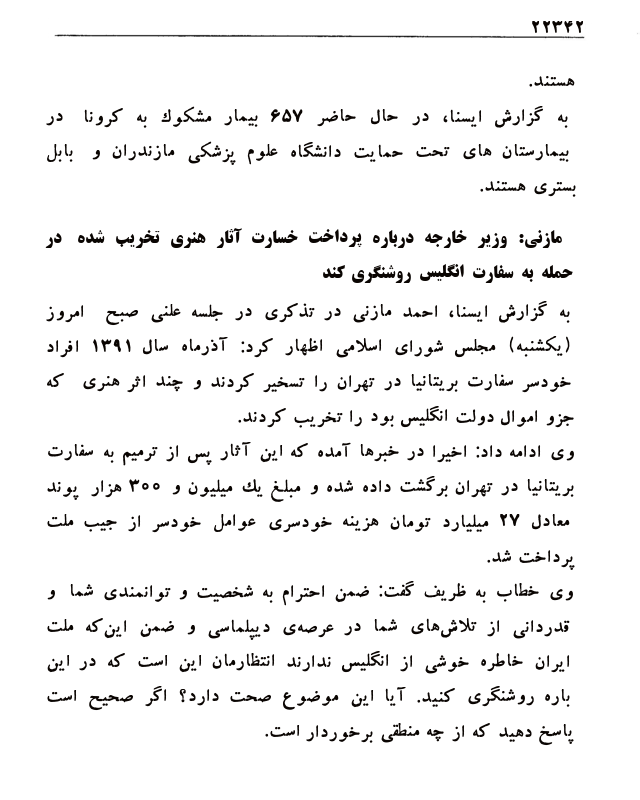 ۲۲۳۴۲
هستند.
به گزارش ایسنا، در حال حاضر ۶۵۷ بیمار مشکوك به کرونا در
بیمارستان های تحت حمایت دانشگاه علوم پزشکی مازندران و بابل
بستری هستند.
مازنی: وزیر خارجه درباره پرداخت خسارت آثار هنری تخریب شده در
حمله به سفارت انگلیس روشنگری کند
به گزارش ایسنا، احمد مازنی در تذکری در جلسه علنی صبح امروز
(یکشنبه) مجلس شورای اسلامی اظهار کرد: آذرماه سال ۱۳۹۱ افراد
خودسر سفارت بریتانیا در تهران را تسخیر کردند و چند اثر هنری که
جزو اموال دولت انگلیس بود را تخریب کردند.
وی ادامه داد: اخیرا در خبرها آمده که این آثار پس از ترمیم به سفارت
بریتانیا در تهران برگشت داده شده و مبلغ یك میلیون و ۳۰۰ هزار پوند
معادل ۲۷ میلیارد تومان هزینه خودسری عوامل خودسر از جیب ملت
پرداخت شد.
وی خطاب به ظریف گفت: ضمن احترام به شخصیت و توانمندی شما و
قدردانی از تلاش‌های شما در عرصه‌ی دیپلماسی و ضمن این‌که ملت
ایران خاطره خوشی از انگلیس ندارند انتظارمان این است که در این
باره روشنگری کنید. آیا این موضوع صحت دارد؟ اگر صحیح است
پاسخ دهید که از چه منطقی برخوردار است.